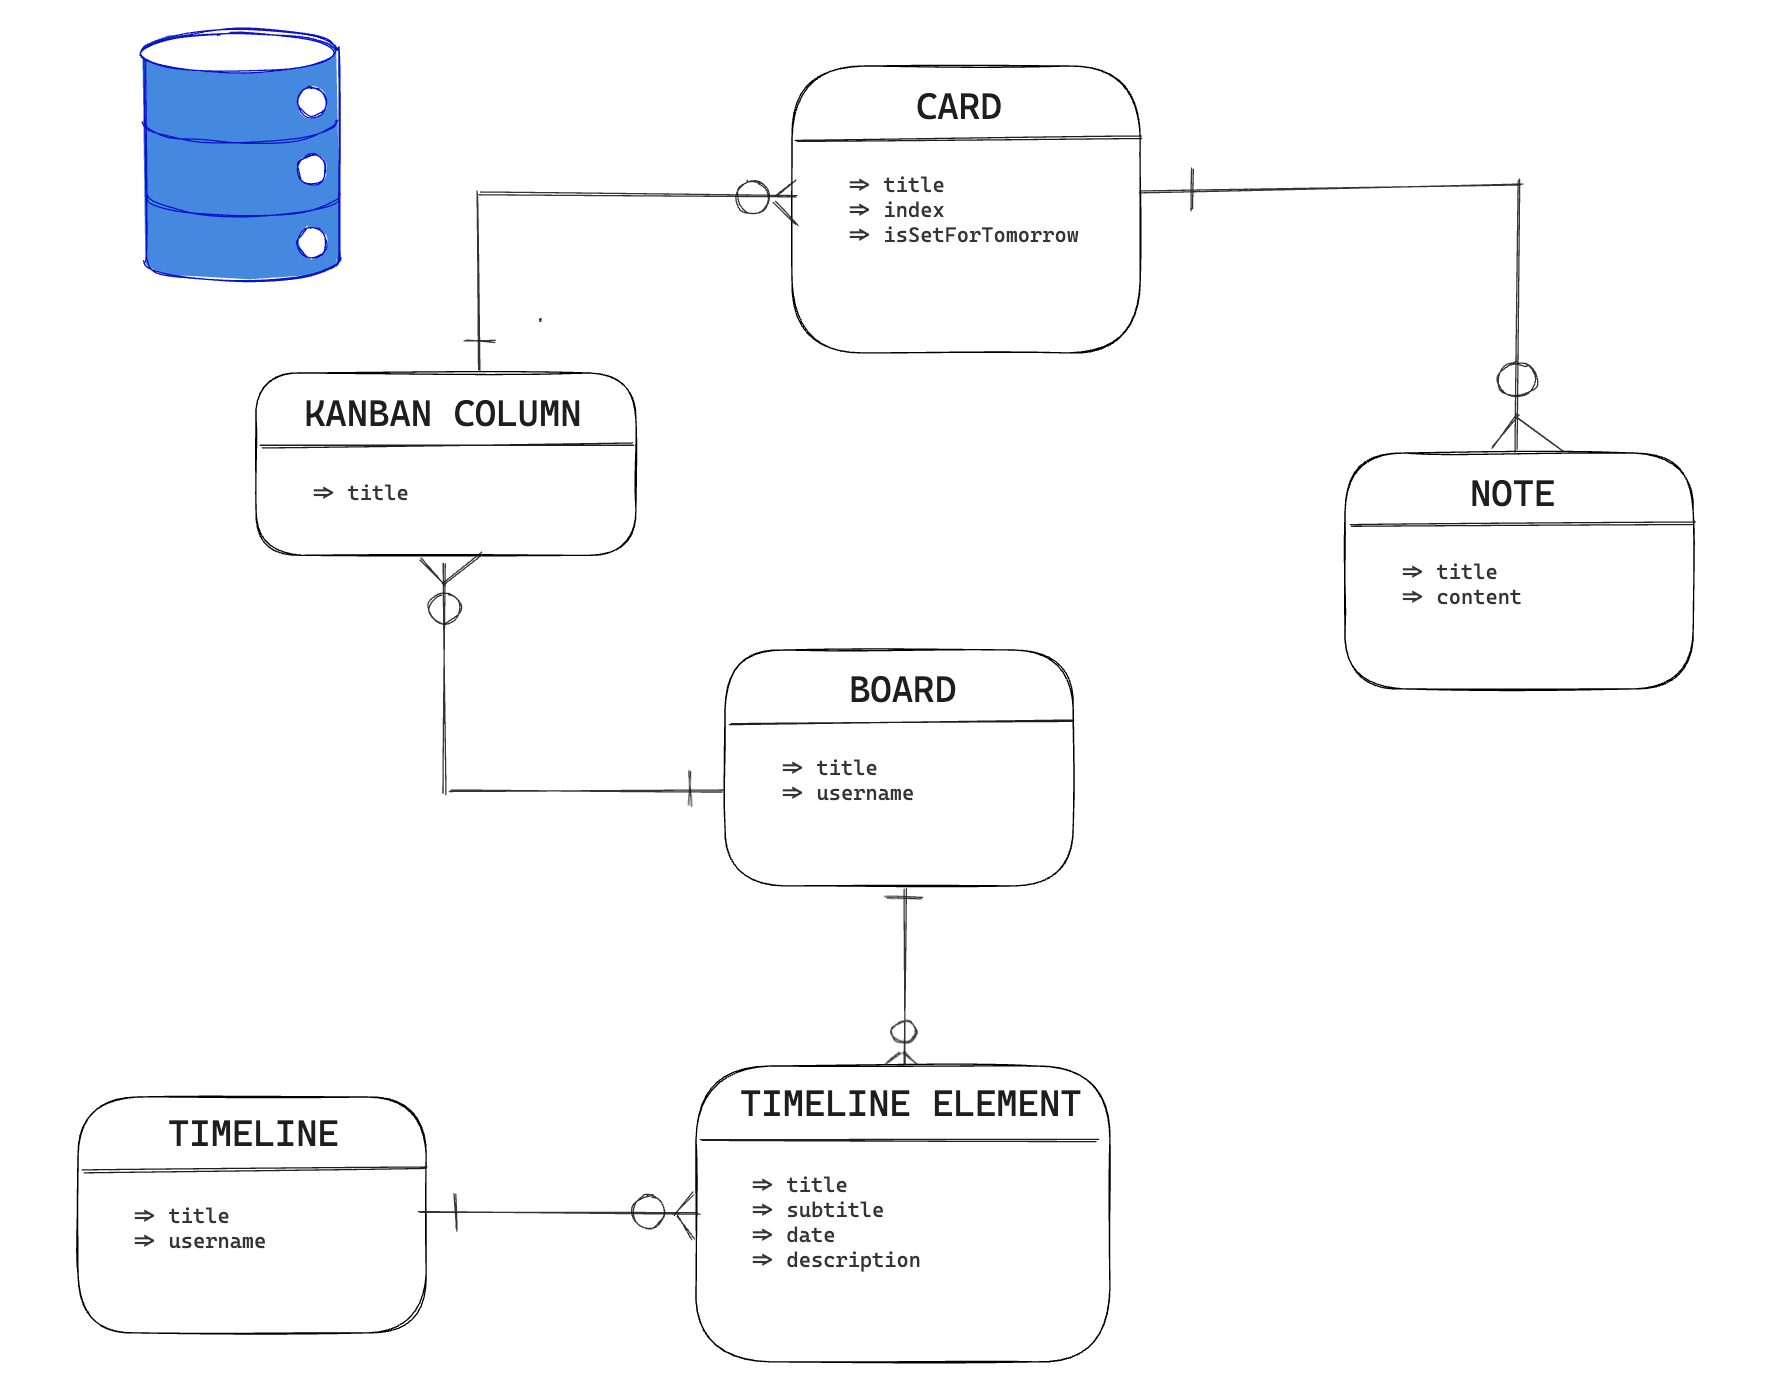 CARD
⇒ title
⇒ index
⇒ isSetForTomorrow
KANBAN COLUMN
⇒ title
NOTE
⇒ title
⇒ content
BOARD
⇒ title
⇒ username
TIMELINE
⇒ title
⇒ username
TIMELINE ELEMENT
⇒ title
⇒ subtitle
⇒ date
⇒ description